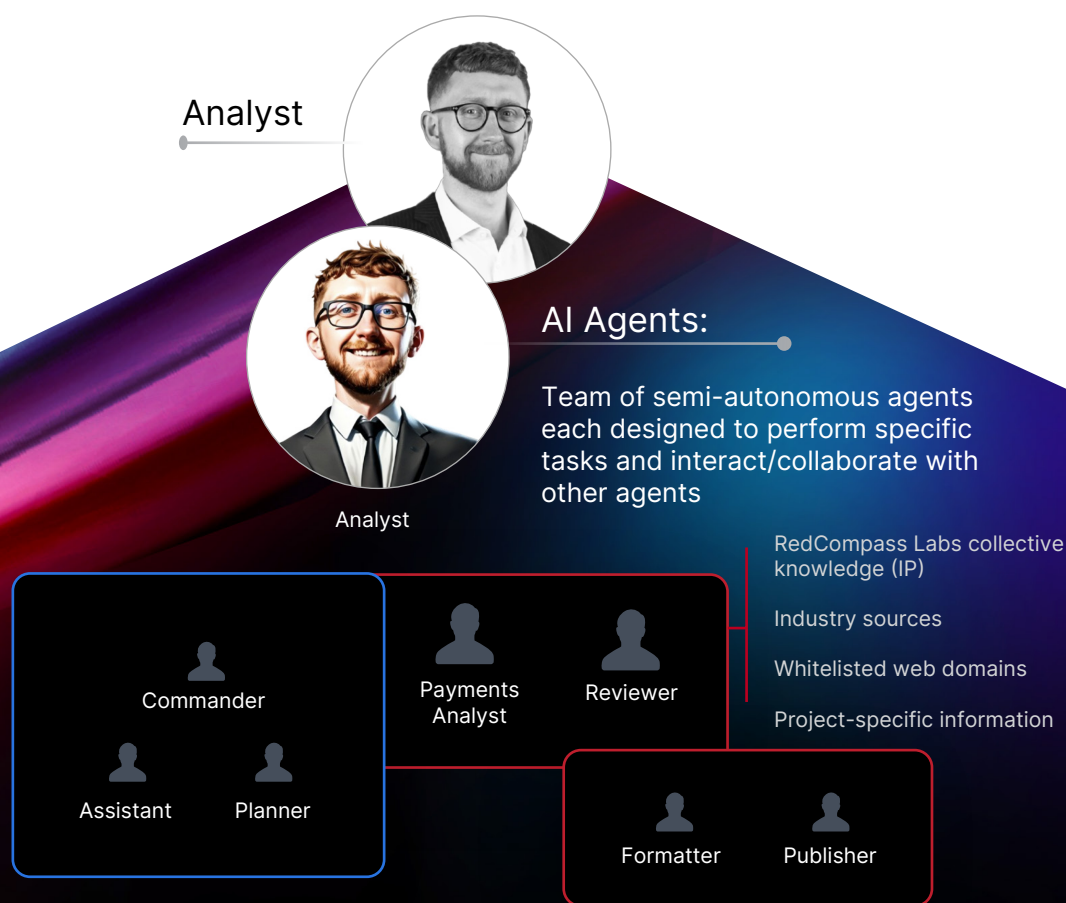 Analyst
AI Agents:
Team of semi-autonomous agents
each designed to perform specific
tasks and interact/collaborate with
other agents
Analyst
RedCompass Labs collective
knowledge (IP)
Industry sources
Whitelisted web domains
Project-specific information
Commander
Assistant
Planner
Payments
Analyst
Reviewer
Formatter
Publisher